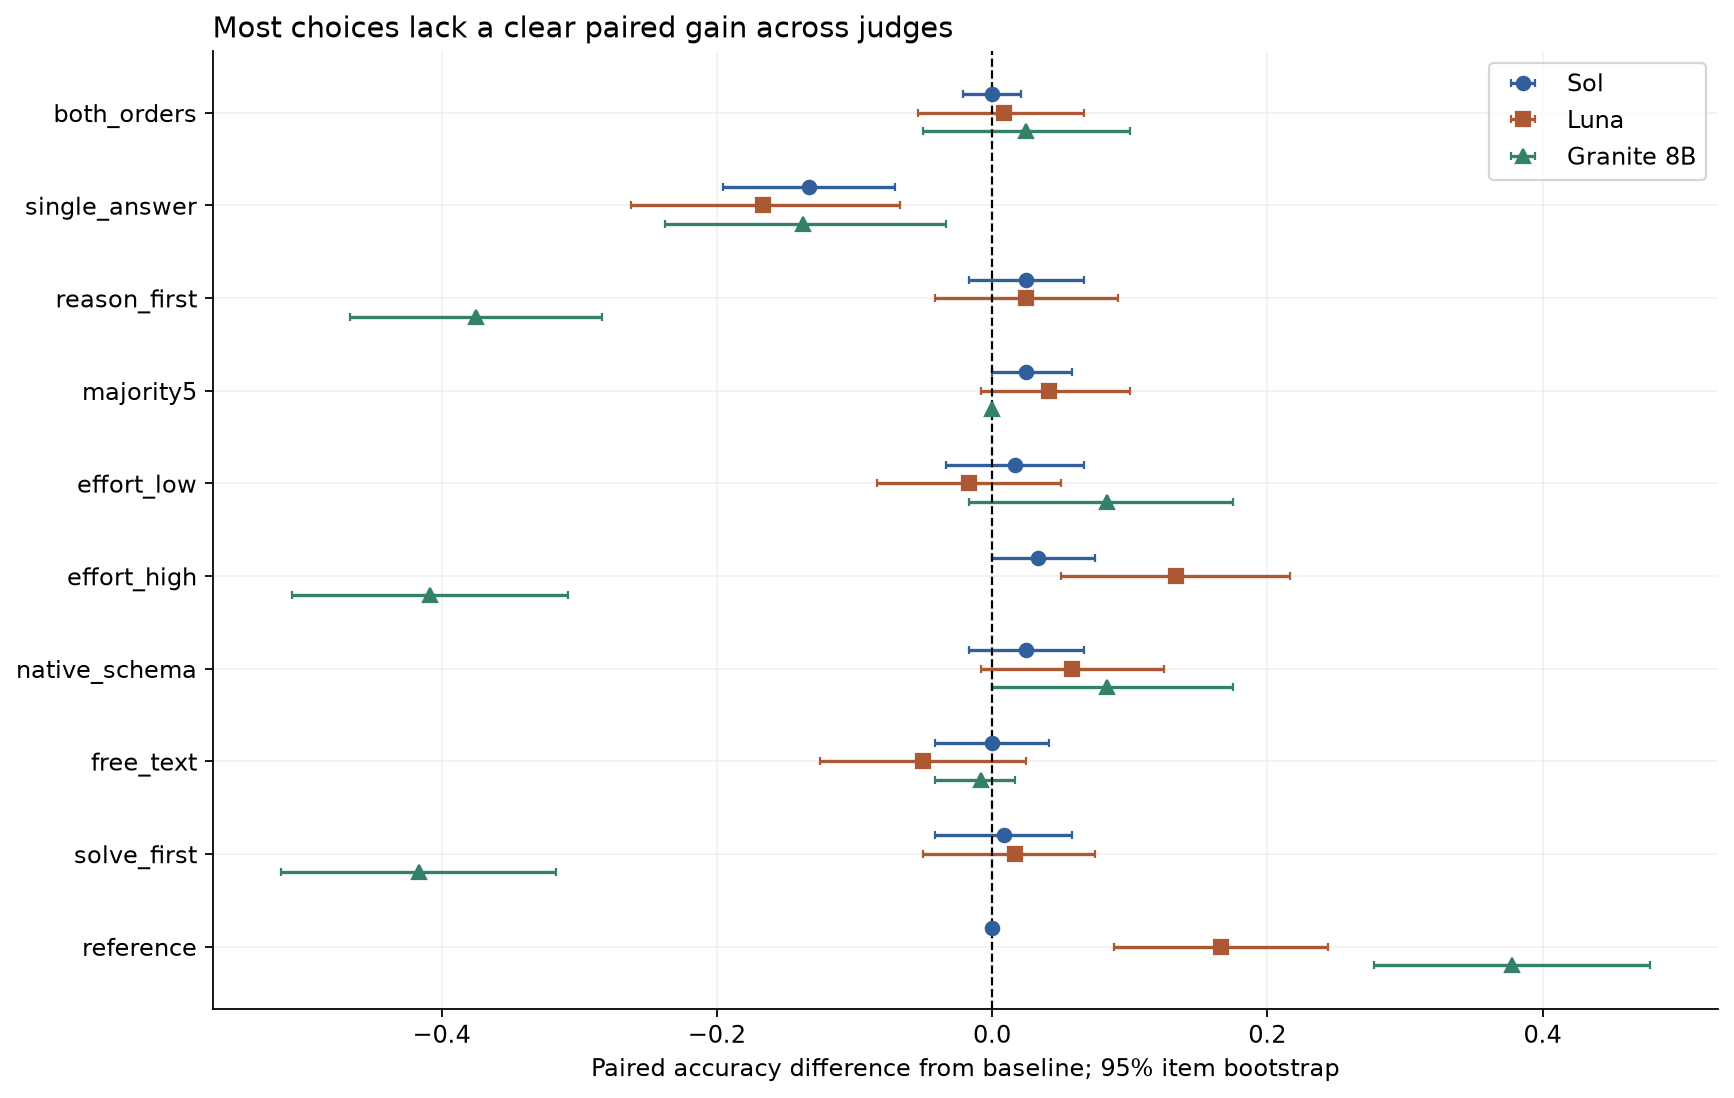 Most choices lack a clear paired gain across judges
Sol
Luna
Granite 8B
both_orders
single_answer
reason_first
majority5
effort_low
effort_high
native_schema
free_text
solve_first
reference
−0.4 −0.2 0.0 0.2 0.4
Paired accuracy difference from baseline; 95% item bootstrap